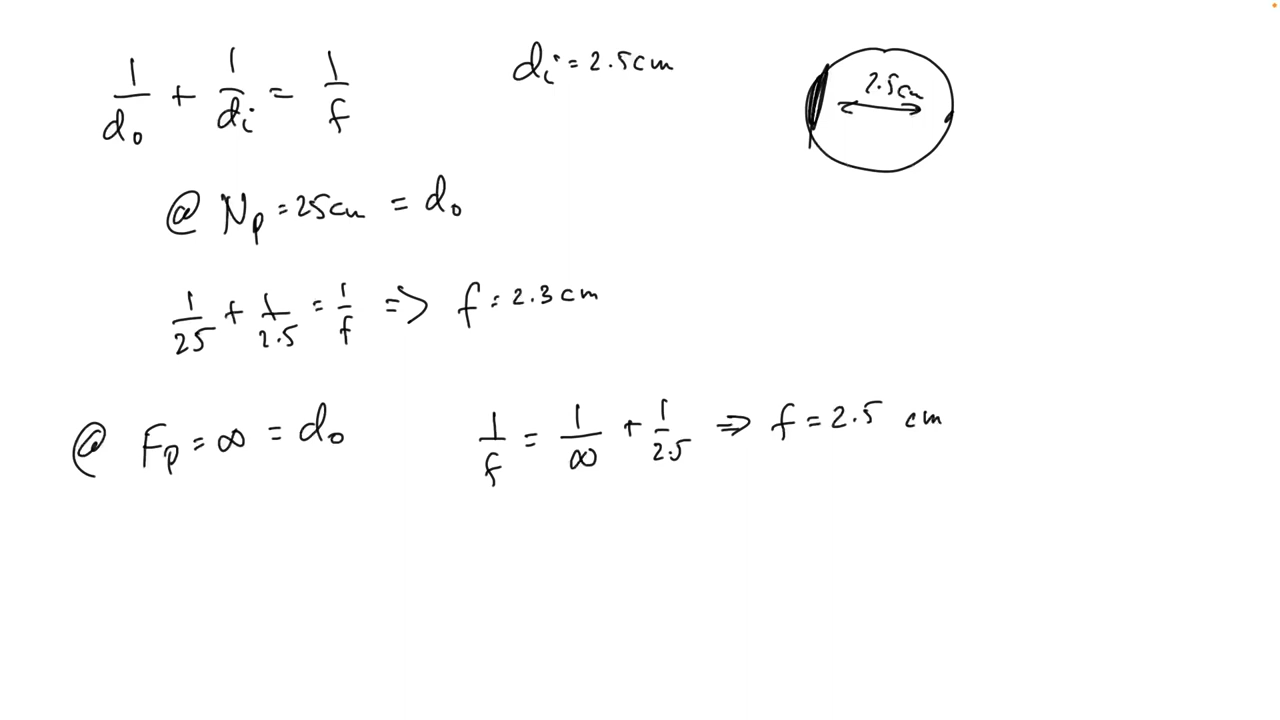 1/d₀ + 1/dᵢ = 1/f
dᵢ = 2.5cm
2.5cm
@ Np = 25cm = d₀
1/25 + 1/2.5 = 1/f => f = 2.3cm
@ Fp = ∞ = d₀
1/f = 1/∞ + 1/2.5 => f = 2.5 cm